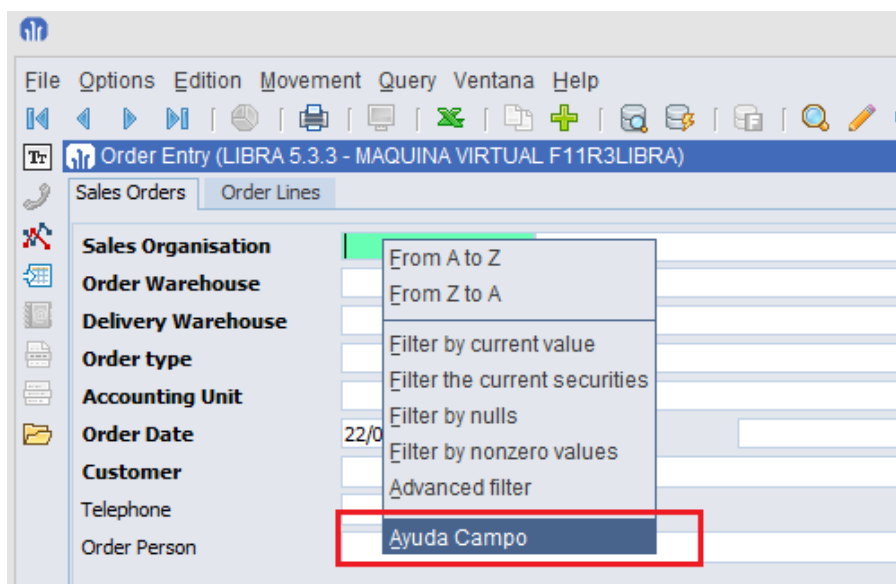 File Options Edition Movement Query Ventana Help
Order Entry (LIBRA 5.3.3 - MAQUINA VIRTUAL F11R3LIBRA)
Sales Orders Order Lines
Sales Organisation
Order Warehouse
Delivery Warehouse
Order type
Accounting Unit
Order Date 22/0
Customer
Telephone
Order Person
From A to Z
From Z to A
Filter by current value
Filter the current securities
Filter by nulls
Filter by nonzero values
Advanced filter
Ayuda Campo